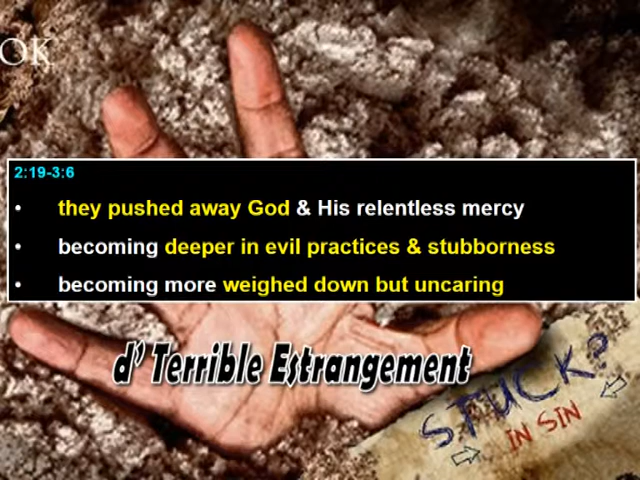 OK
2:19-3:6
• they pushed away God & His relentless mercy
• becoming deeper in evil practices & stubborness
• becoming more weighed down but uncaring
d' Terrible Estrangement
STUCK?
IN SIN